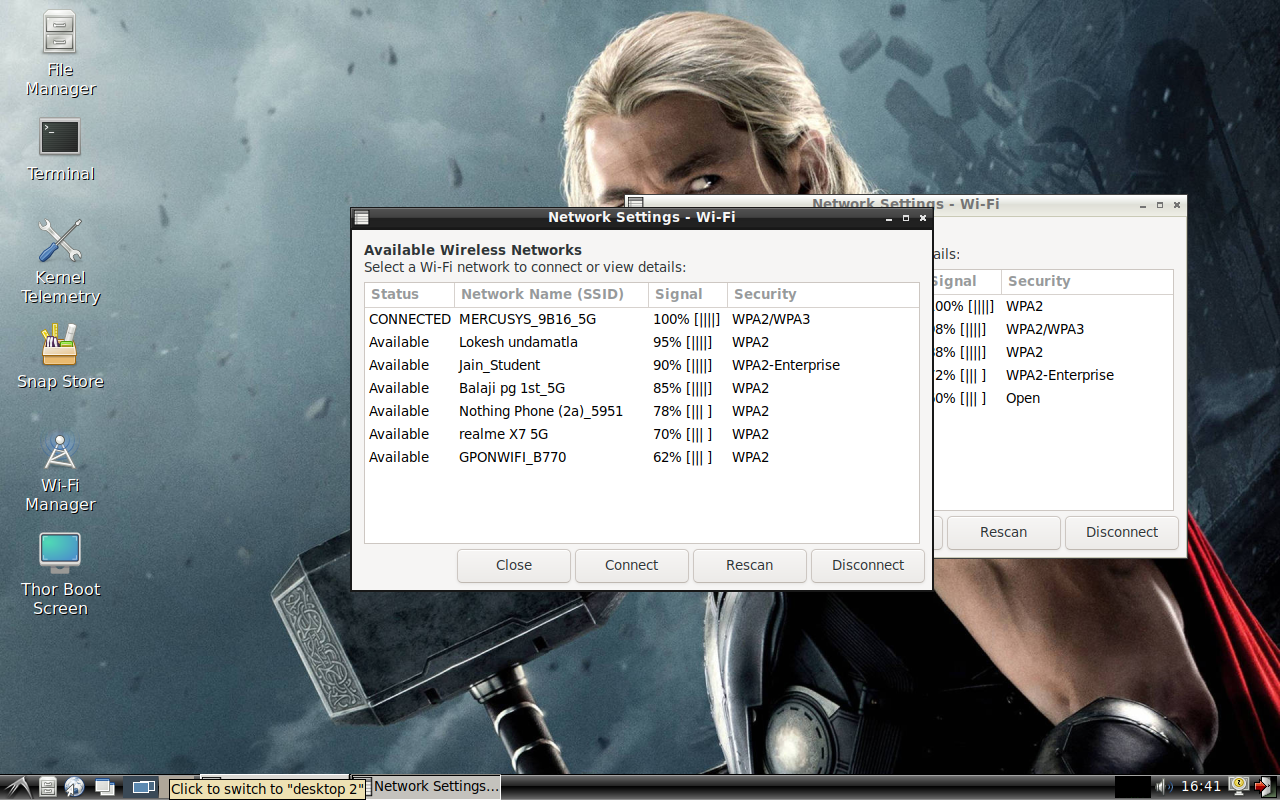 File
Manager
Terminal
Kernel
Telemetry
Snap Store
Wi-Fi
Manager
Thor Boot
Screen
Network Settings - Wi-Fi
ails:
Signal Security
00% [||||] WPA2
98% [||||] WPA2/WPA3
88% [||||] WPA2
72% [||| ] WPA2-Enterprise
60% [||| ] Open
Rescan Disconnect
Network Settings - Wi-Fi
Available Wireless Networks
Select a Wi-Fi network to connect or view details:
Status Network Name (SSID) Signal Security
CONNECTED MERCUSYS_9B16_5G 100% [||||] WPA2/WPA3
Available Lokesh undamatla 95% [||||] WPA2
Available Jain_Student 90% [||||] WPA2-Enterprise
Available Balaji pg 1st_5G 85% [||||] WPA2
Available Nothing Phone (2a)_5951 78% [||| ] WPA2
Available realme X7 5G 70% [||| ] WPA2
Available GPONWIFI_B770 62% [||| ] WPA2
Close Connect Rescan Disconnect
Click to switch to "desktop 2"
Network Settings...
16:41